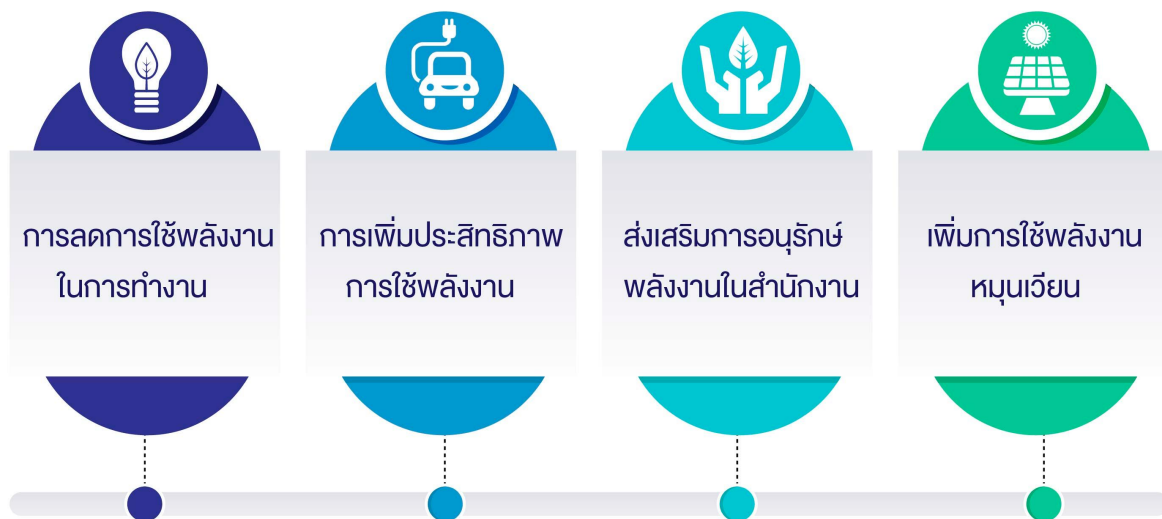 การลดการใช้พลังงาน
ในการทำงาน
การเพิ่มประสิทธิภาพ
การใช้พลังงาน
ส่งเสริมการอนุรักษ์
พลังงานในสำนักงาน
เพิ่มการใช้พลังงาน
หมุนเวียน